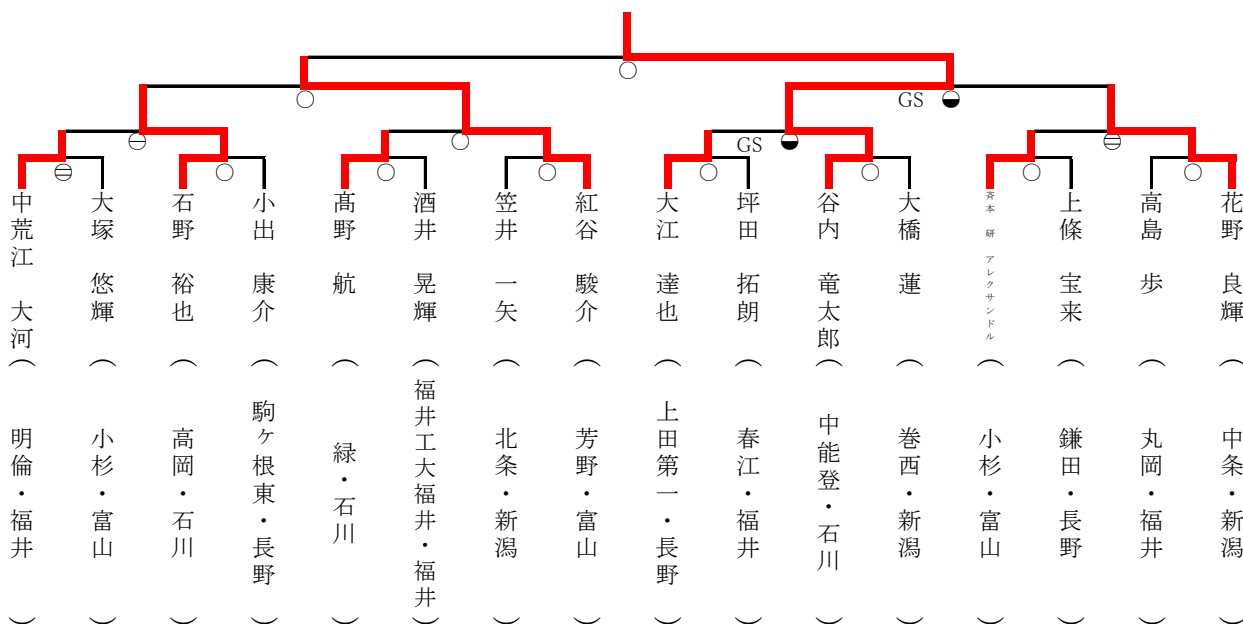 GS
GS
中荒江 大河 (明倫・福井)
大塚 悠輝 (小杉・富山)
石野 裕也 (高岡・石川)
小出 康介 (駒ヶ根東・長野)
髙野 航 (緑・石川)
酒井 晃輝 (福井工大福井・福井)
笠井 一矢 (北条・新潟)
紅谷 駿介 (芳野・富山)
大江 達也 (上田第一・長野)
坪田 拓朗 (春江・福井)
谷内 竜太郎 (中能登・石川)
大橋 蓮 (巻西・新潟)
斉本 研 アレクサンドル (小杉・富山)
上條 宝来 (鎌田・長野)
高島 歩 (丸岡・福井)
花野 良輝 (中条・新潟)